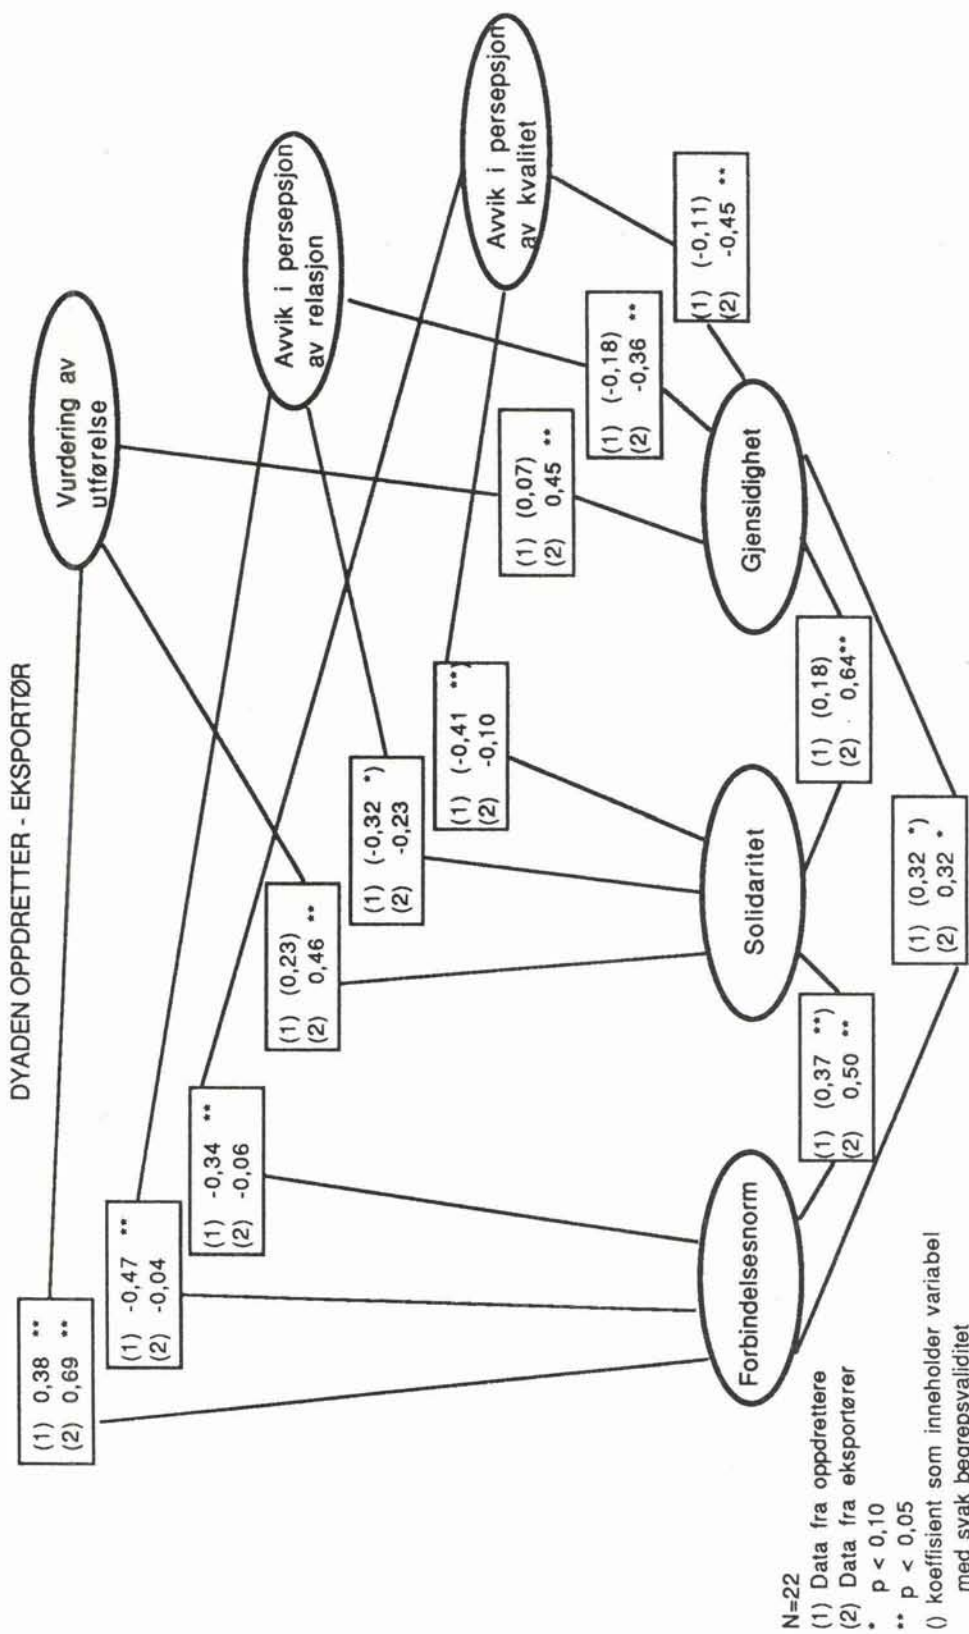 DYADEN OPPDRETTER - EKSPORTØR
(1) 0,38 **
(2) 0,69 **
Vurdering av
utførelse
(1) -0,47 **
(2) -0,04
(1) -0,34 **
(2) -0,06
Avvik i persepsjon
av relasjon
(1) (0,23)
(2) 0,46 **
(1) (-0,32 *)
(2) -0,23
(1) (-0,41 **)
(2) -0,10
Avvik i persepsjon
av kvalitet
(1) (0,07)
(2) 0,45 **
(1) (-0,18)
(2) -0,36 **
(1) (-0,11)
(2) -0,45 **
Forbindelsesnorm
Solidaritet
Gjensidighet
(1) (0,37 **)
(2) 0,50 **
(1) (0,18)
(2) 0,64**
(1) (0,32 *)
(2) 0,32 *
N=22
(1) Data fra oppdrettere
(2) Data fra eksportører
* p < 0,10
** p < 0,05
() koeffisient som inneholder variabel
med svak begrepsvaliditet